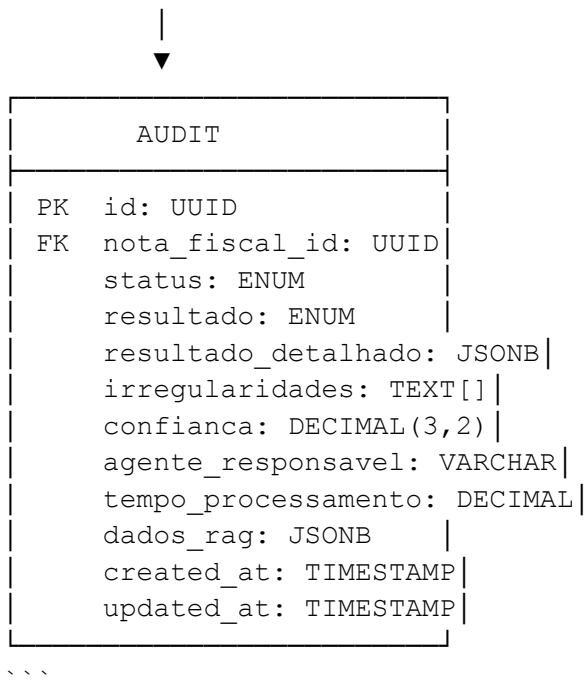 │
▼
┌─────────────────────────┐
│       AUDIT             │
├─────────────────────────┤
│ PK  id: UUID            │
│ FK  nota_fiscal_id: UUID│
│     status: ENUM        │
│     resultado: ENUM     │
│     resultado_detalhado: JSONB│
│     irregularidades: TEXT[]│
│     confianca: DECIMAL(3,2)│
│     agente_responsavel: VARCHAR│
│     tempo_processamento: DECIMAL│
│     dados_rag: JSONB    │
│     created_at: TIMESTAMP│
│     updated_at: TIMESTAMP│
└─────────────────────────┘
```